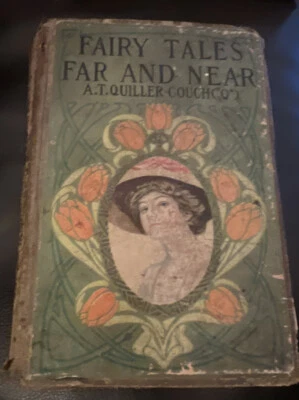 FAIRY TALES
FAR AND NEAR
A.T. QUILLER-COUCH ("Q")